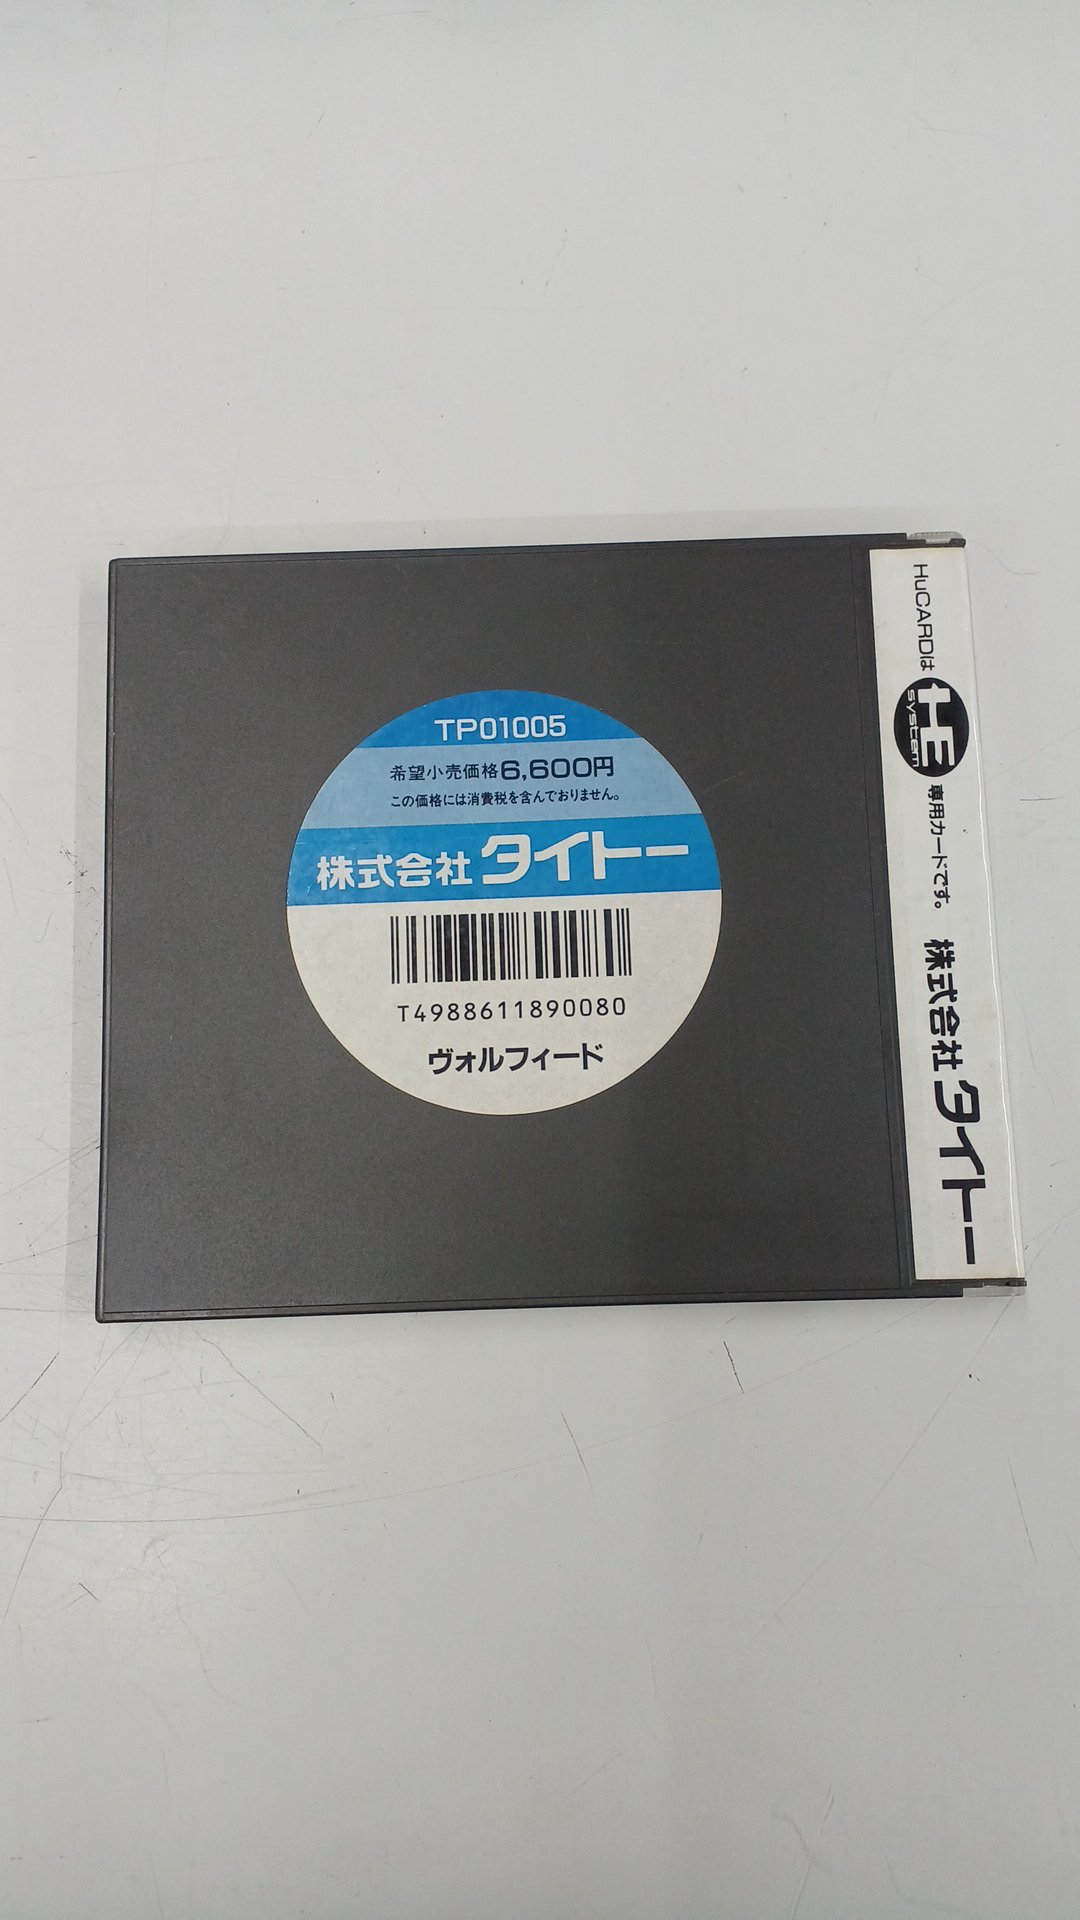 TP01005
希望小売価格6,600円
この価格には消費税を含んでおりません。
株式会社タイトー
T4988611890080
ヴォルフィード
HuCARDは HE system 専用カードです。 株式会社タイトー